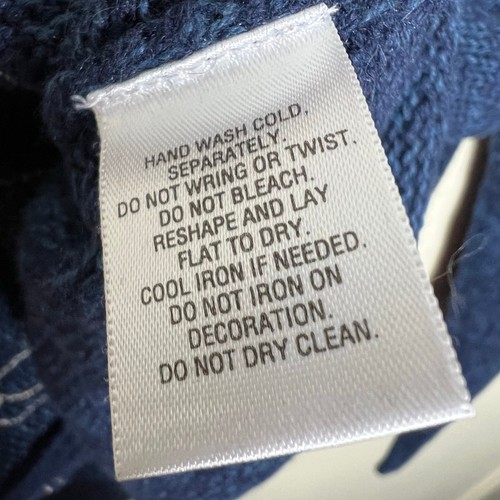 HAND WASH COLD,
SEPARATELY.
DO NOT WRING OR TWIST.
DO NOT BLEACH.
RESHAPE AND LAY
FLAT TO DRY.
COOL IRON IF NEEDED.
DO NOT IRON ON
DECORATION.
DO NOT DRY CLEAN.